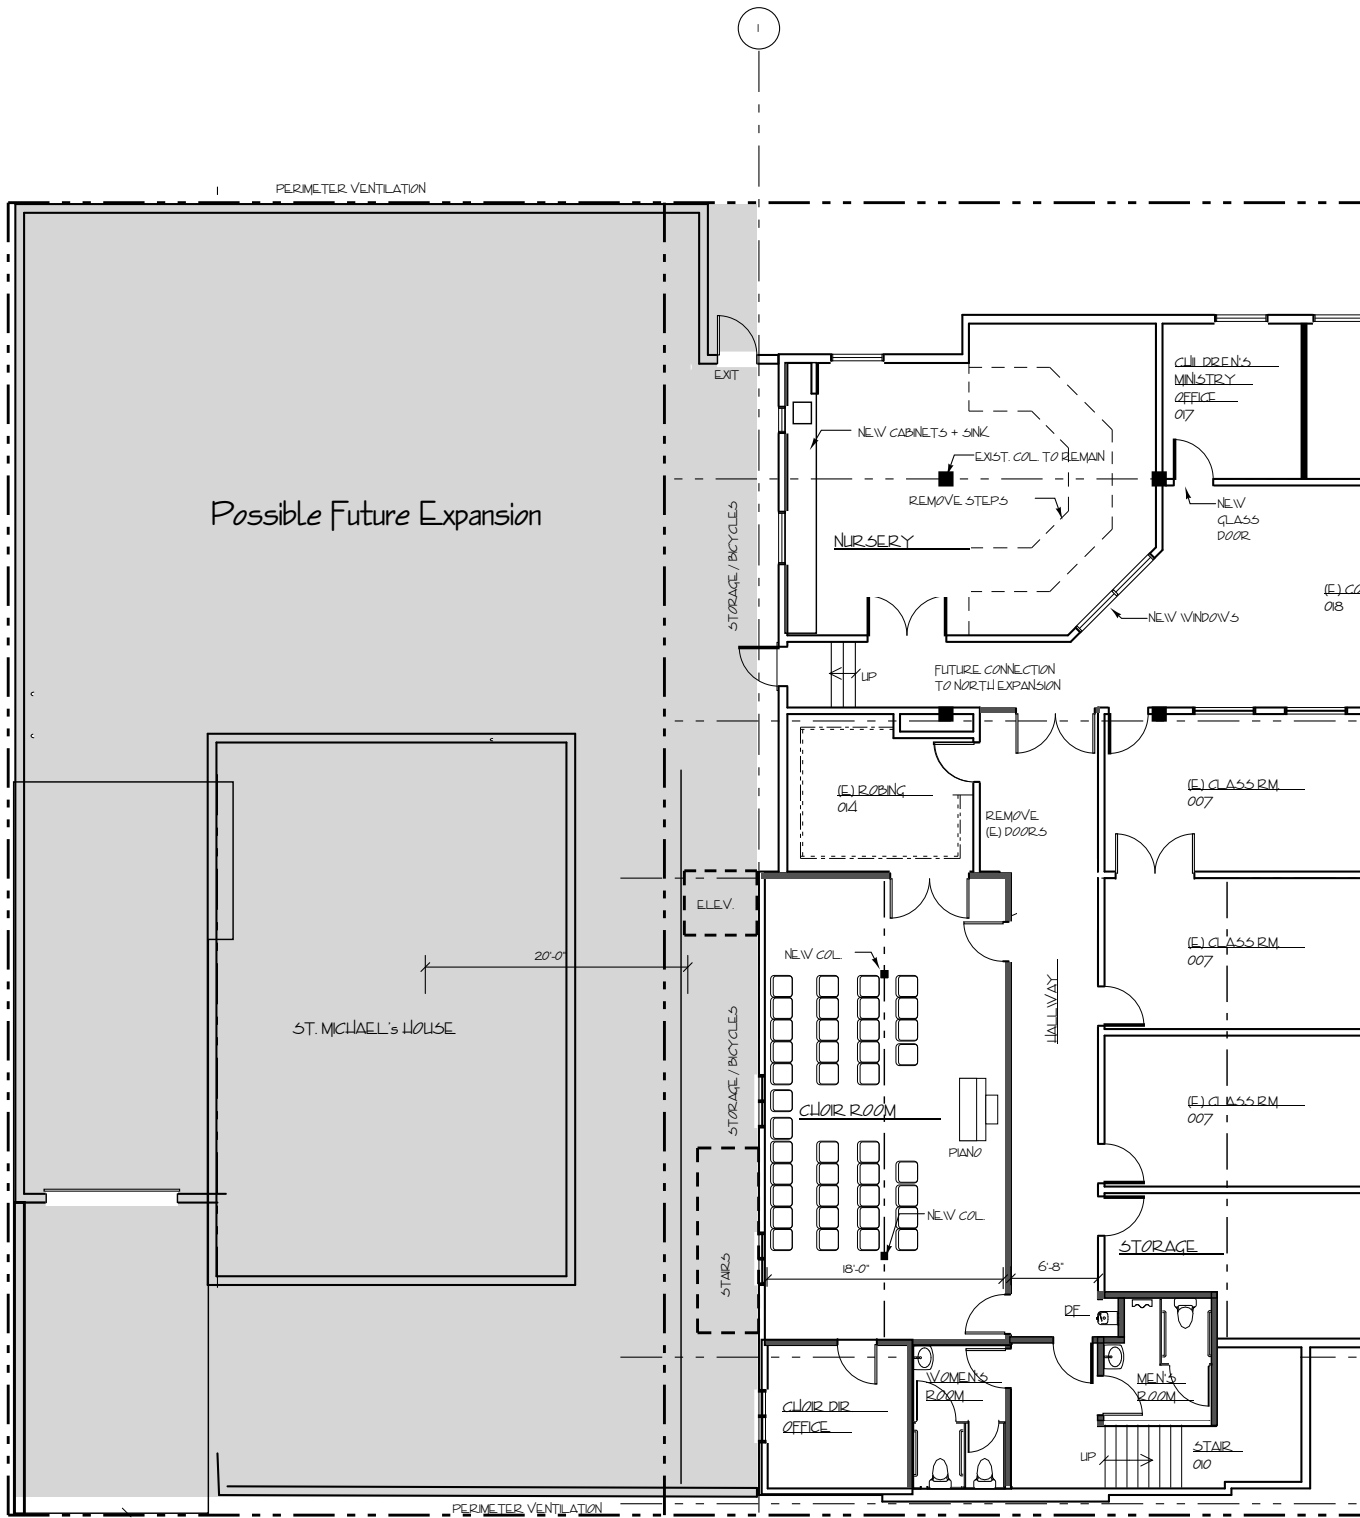 I
PERIMETER VENTILATION
EXIT
CHILDREN'S
MINISTRY
OFFICE
017
NEW CABINETS + SINK
EXIST. COL. TO REMAIN
REMOVE STEPS
NEW
GLASS
DOOR
Possible Future Expansion
STORAGE / BICYCLES
NURSERY
(E) CO
018
NEW WINDOWS
UP
FUTURE CONNECTION
TO NORTH EXPANSION
(E) ROBING
014
(E) CLASS RM.
007
REMOVE
(E) DOORS
ELEV.
(E) CLASS RM.
007
20'-0"
NEW COL.
HALLWAY
ST. MICHAEL's HOUSE
STORAGE / BICYCLES
CHOIR ROOM
(E) CLASS RM.
007
PIANO
NEW COL.
STORAGE
STAIRS
18'-0"
6'-8"
DF
WOMEN'S
ROOM
MEN'S
ROOM
CHOIR DIR
OFFICE
UP
STAIR
010
PERIMETER VENTILATION